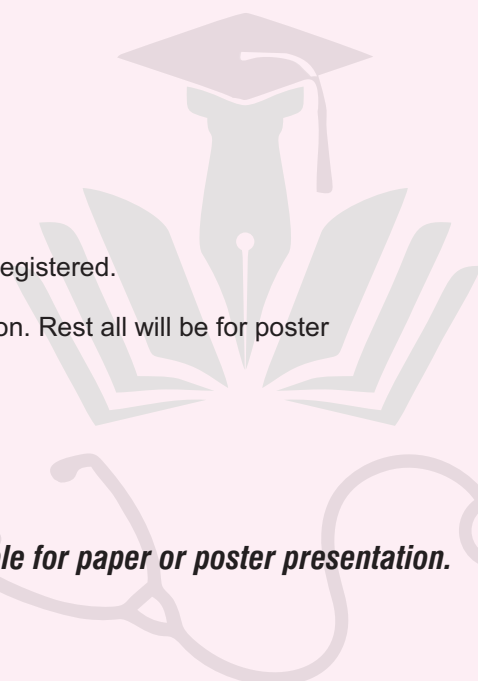 egistered.
on. Rest all will be for poster
le for paper or poster presentation.